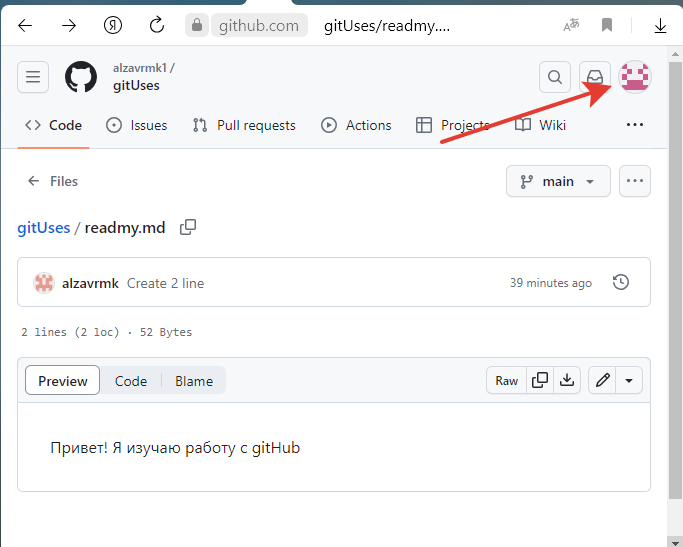 github.com gitUses/readmy....
alzavrmk1 /
gitUses
Code Issues Pull requests Actions Projects Wiki
Files main
gitUses / readmy.md
alzavrmk Create 2 line 39 minutes ago
2 lines (2 loc) · 52 Bytes
Preview Code Blame Raw
Привет! Я изучаю работу с gitHub